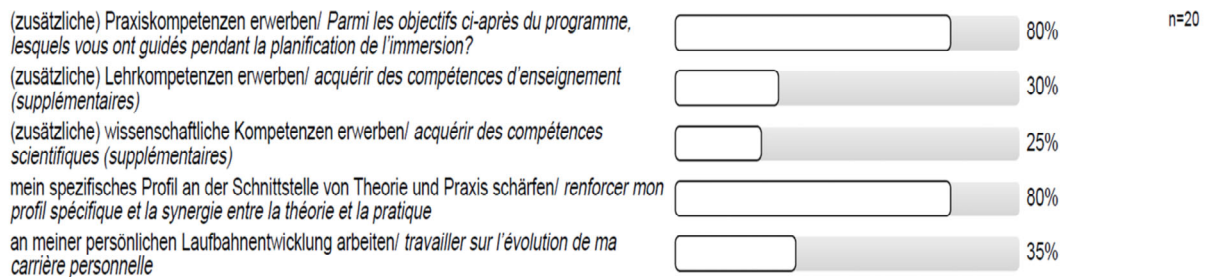 (zusätzliche) Praxiskompetenzen erwerben/ Parmi les objectifs ci-après du programme,
lesquels vous ont guidés pendant la planification de l'immersion?
80%
n=20
(zusätzliche) Lehrkompetenzen erwerben/ acquérir des compétences d'enseignement
(supplémentaires)
30%
(zusätzliche) wissenschaftliche Kompetenzen erwerben/ acquérir des compétences
scientifiques (supplémentaires)
25%
mein spezifisches Profil an der Schnittstelle von Theorie und Praxis schärfen/ renforcer mon
profil spécifique et la synergie entre la théorie et la pratique
80%
an meiner persönlichen Laufbahnentwicklung arbeiten/ travailler sur l'évolution de ma
carrière personnelle
35%